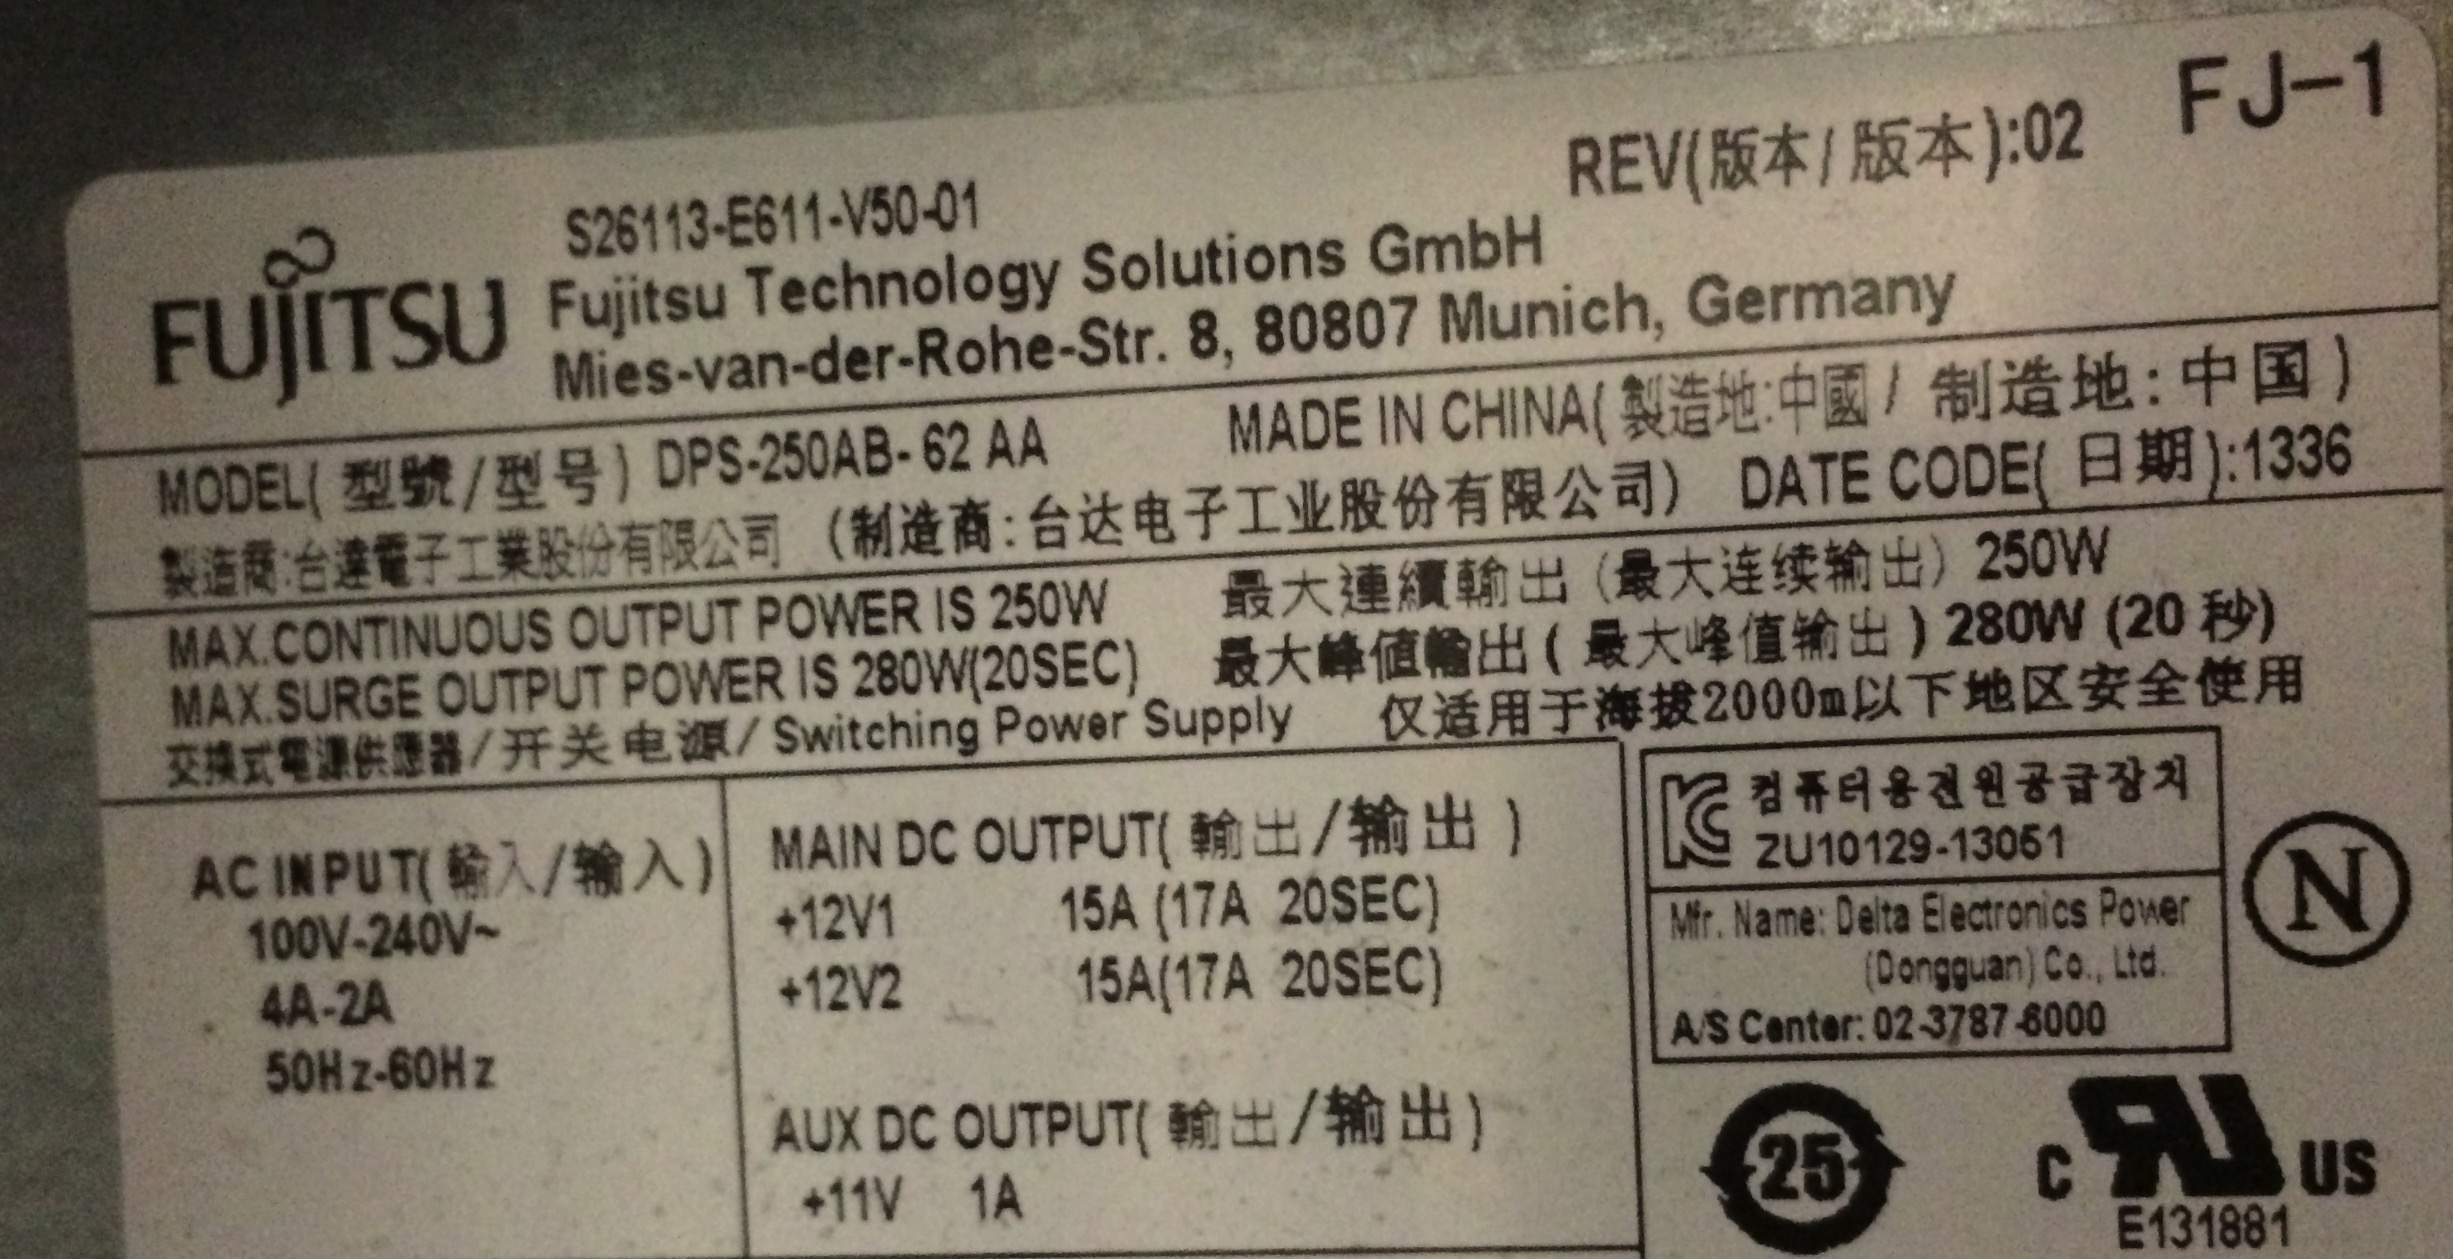 FJ-1
REV(版本/版本):02
S26113-E611-V50-01
FUJITSU
Fujitsu Technology Solutions GmbH
Mies-van-der-Rohe-Str. 8, 80807 Munich, Germany
MODEL(型號/型号) DPS-250AB-62 AA MADE IN CHINA(製造地:中國/制造地:中国)
製造商:台達電子工業股份有限公司 (制造商:台达电子工业股份有限公司) DATE CODE(日期):1336
MAX.CONTINUOUS OUTPUT POWER IS 250W 最大連續輸出(最大连续输出) 250W
MAX.SURGE OUTPUT POWER IS 280W(20SEC) 最大峰值輸出(最大峰值输出) 280W (20 秒)
交換式電源供應器/开关电源/Switching Power Supply 仅适用于海拔2000m以下地区安全使用
AC INPUT(輸入/输入)
100V-240V~
4A-2A
50Hz-60Hz
MAIN DC OUTPUT(輸出/输出)
+12V1 15A (17A 20SEC)
+12V2 15A(17A 20SEC)
AUX DC OUTPUT(輸出/输出)
+11V 1A
컴퓨터용전원공급장치
ZU10129-13051
Mfr. Name: Delta Electronics Power
(Dongguan) Co., Ltd.
A/S Center: 02-3787-6000
N
25
C RU US
E131881